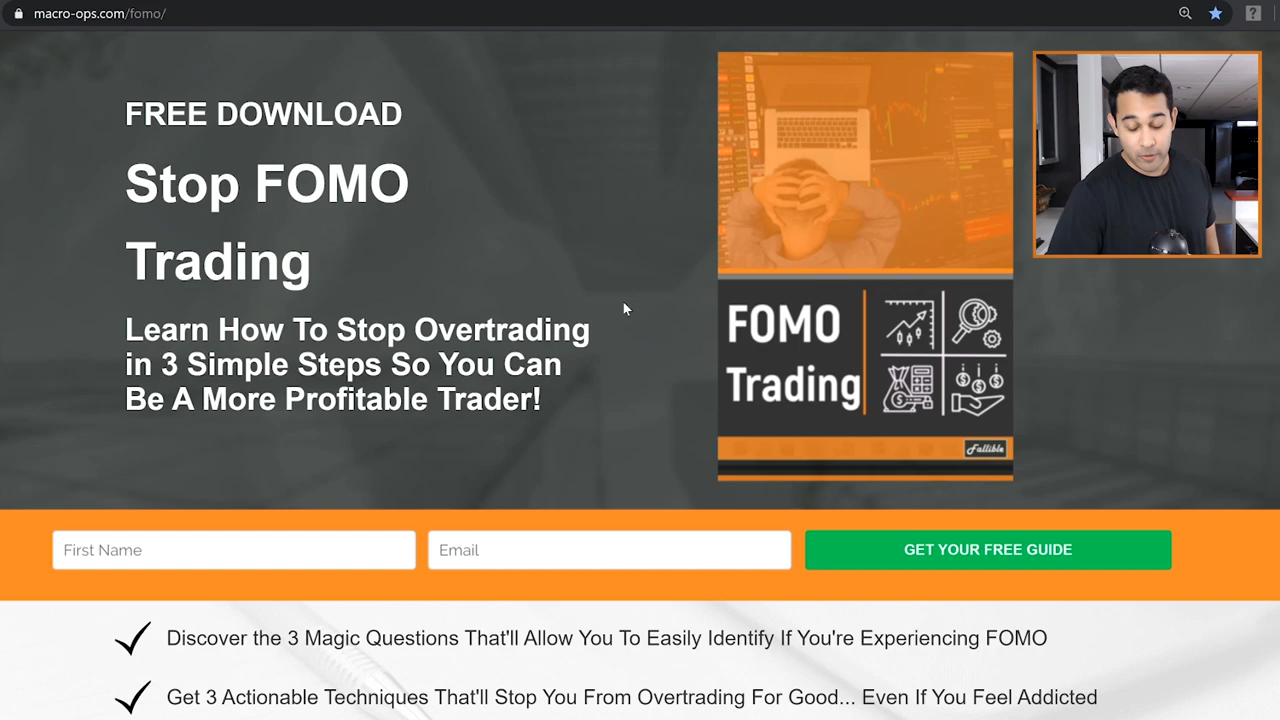 macro-ops.com/fomo/
FREE DOWNLOAD
Stop FOMO
Trading
Learn How To Stop Overtrading
in 3 Simple Steps So You Can
Be A More Profitable Trader!
FOMO
Trading
Fallible
First Name
Email
GET YOUR FREE GUIDE
Discover the 3 Magic Questions That'll Allow You To Easily Identify If You're Experiencing FOMO
Get 3 Actionable Techniques That'll Stop You From Overtrading For Good... Even If You Feel Addicted